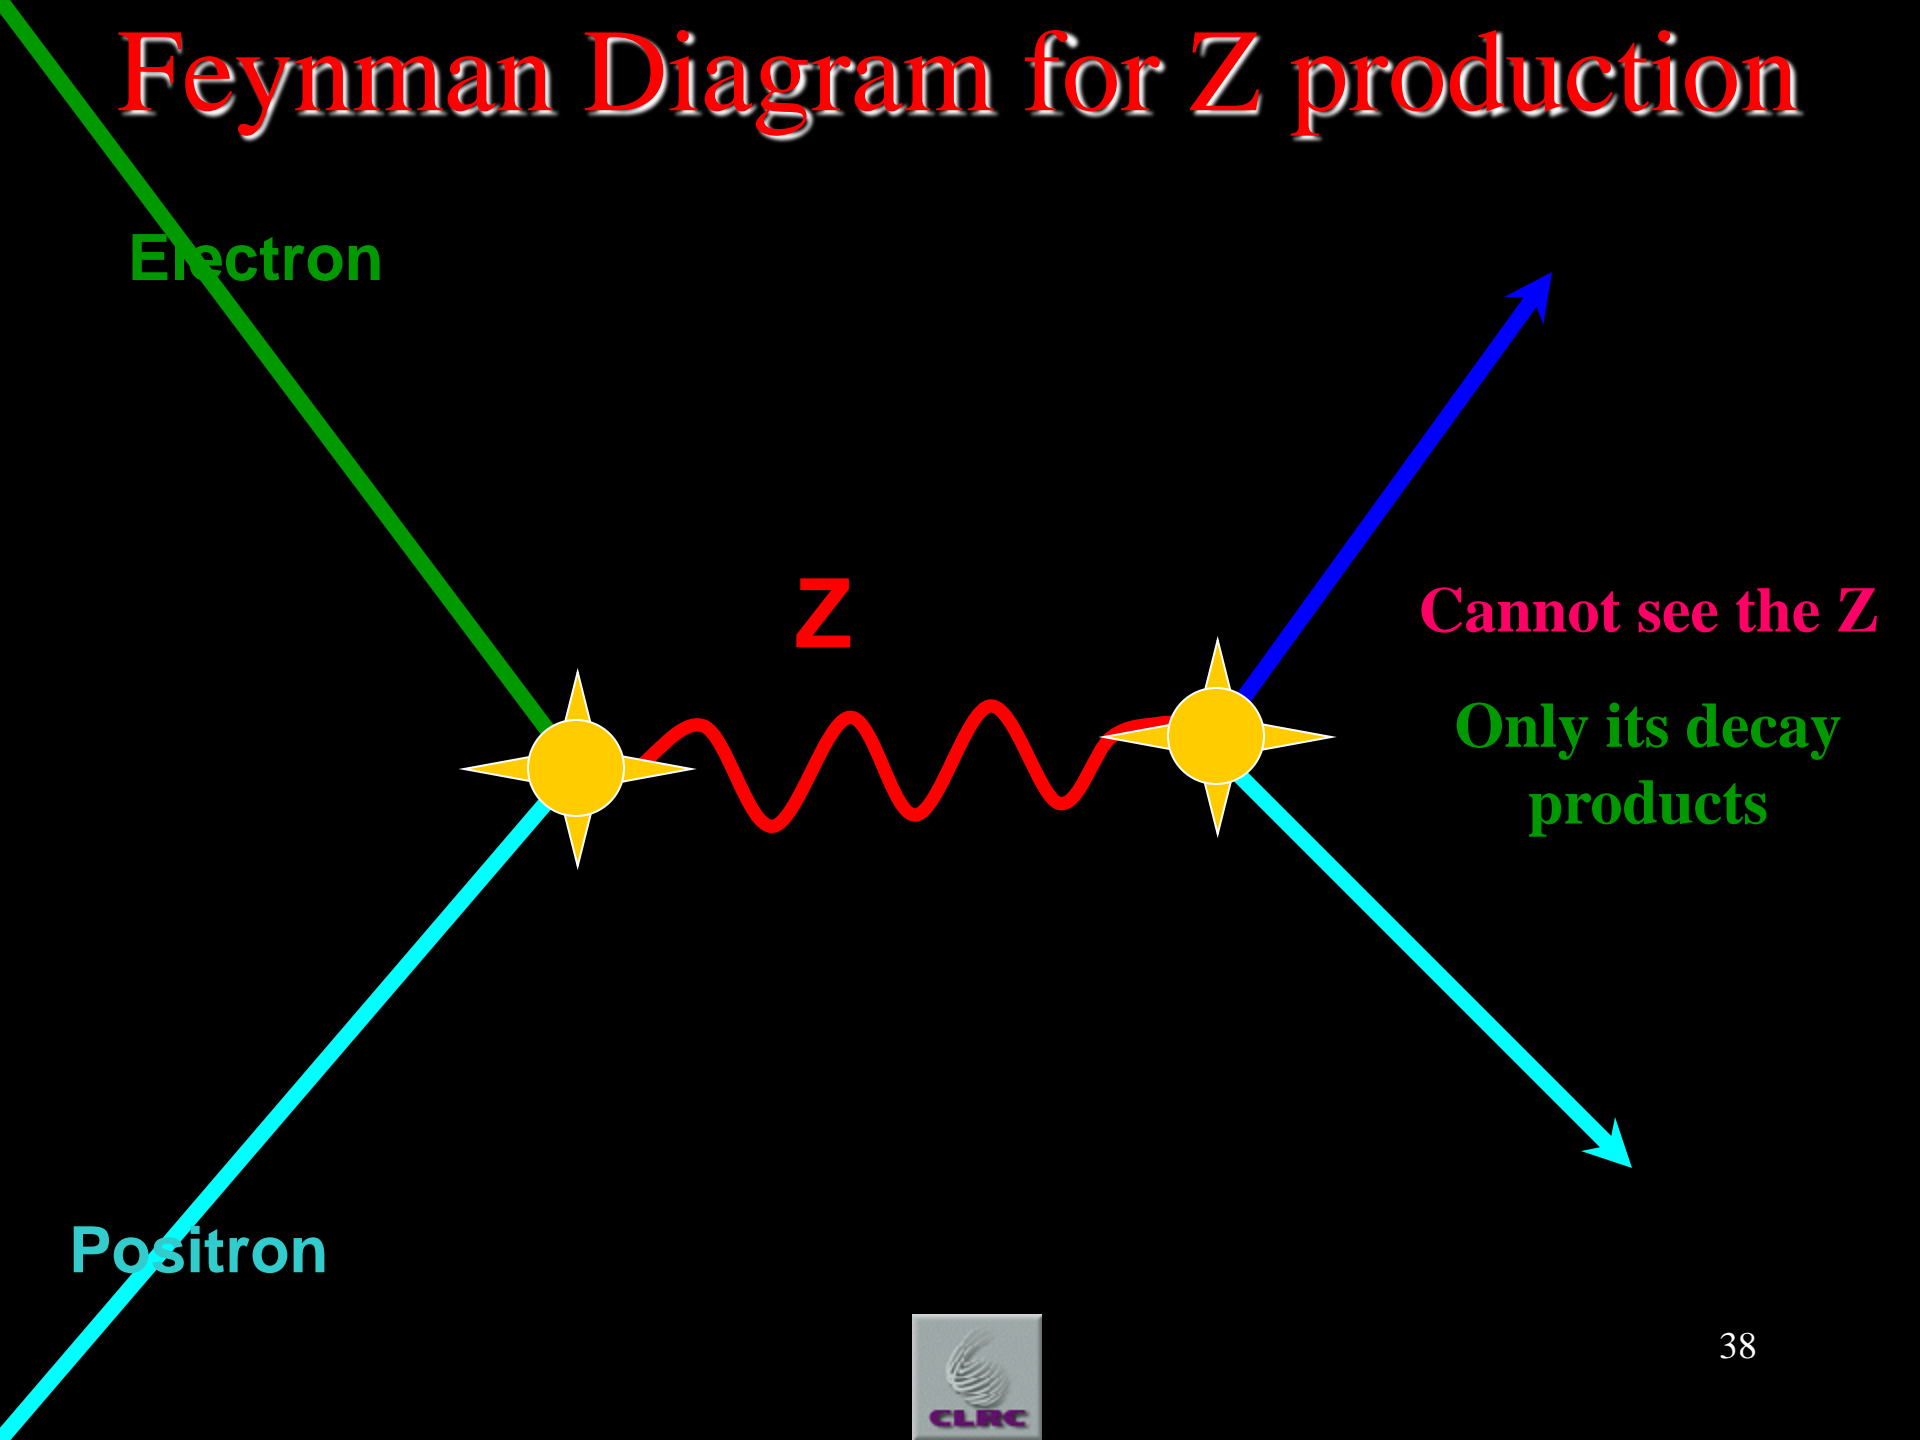 Feynman Diagram for Z production
Electron
Z
Cannot see the Z
Only its decay
products
Positron
38
CLRC